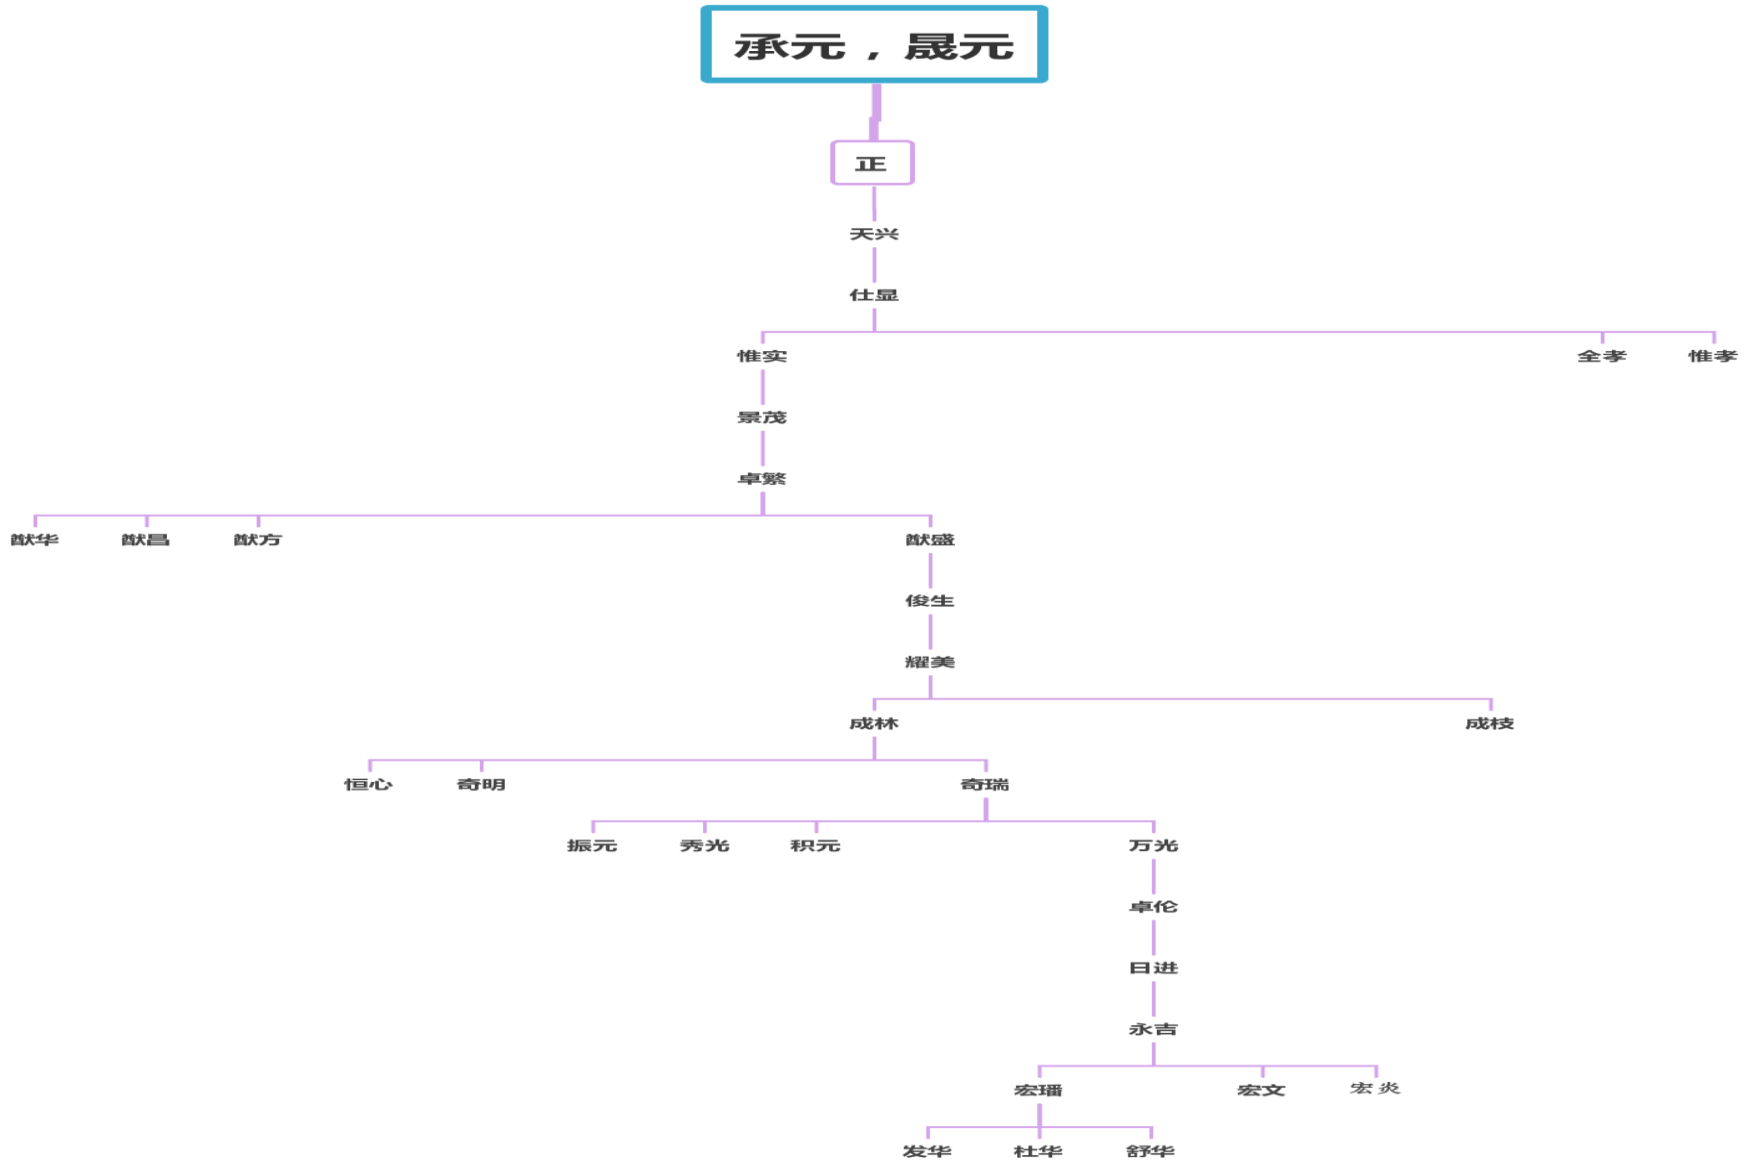 承元，晟元
正
天兴
仕显
惟实 全孝 惟孝
景茂
卓繁
猷华 猷昌 猷方 猷盛
俊生
耀美
成林 成枝
恒心 奇明 奇瑞
振元 秀光 积元 万光
卓伦
日进
永吉
宏璠 宏文 宏炎
发华 杜华 舒华